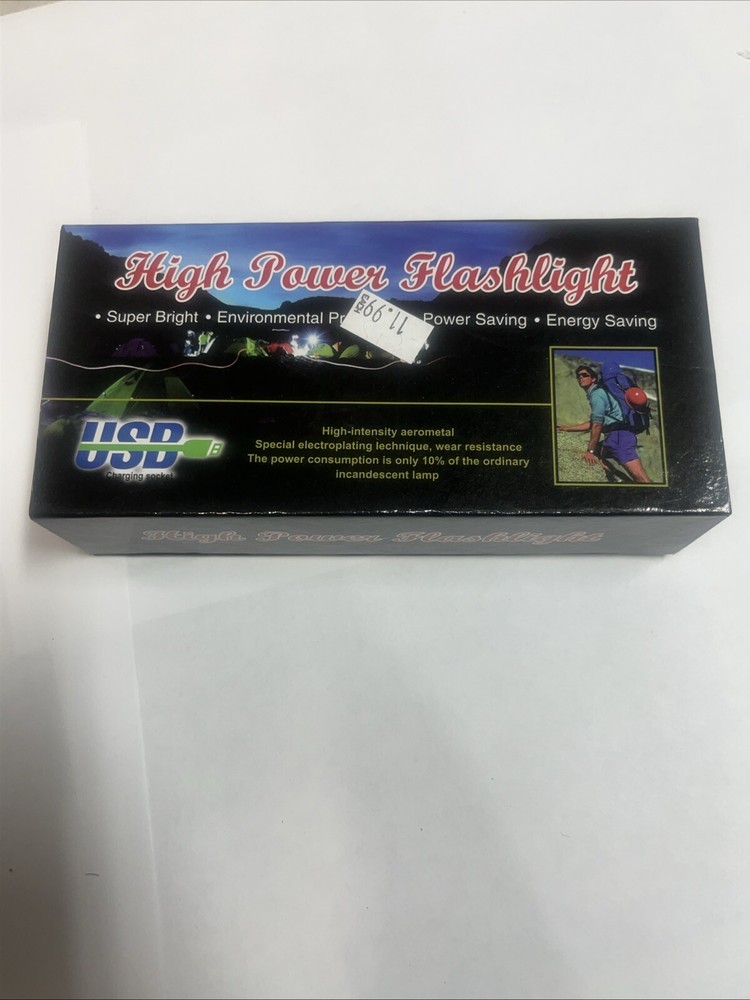 High Power Flashlight
• Super Bright • Environmental Pr
Power Saving • Energy Saving
11.99
EACH
USB
Charging socket
High-intensity aerometal
Special electroplating lechnique, wear resistance
The power consumption is only 10% of the ordinary
incandescent lamp
High Power Flashlight